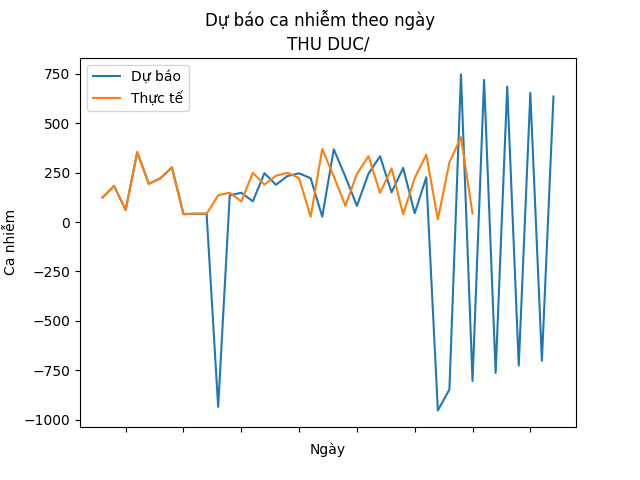 Dự báo ca nhiễm theo ngày
THU DUC/
Dự báo
Thực tế
750
500
250
0
−250
−500
−750
−1000
Ca nhiễm
Ngày